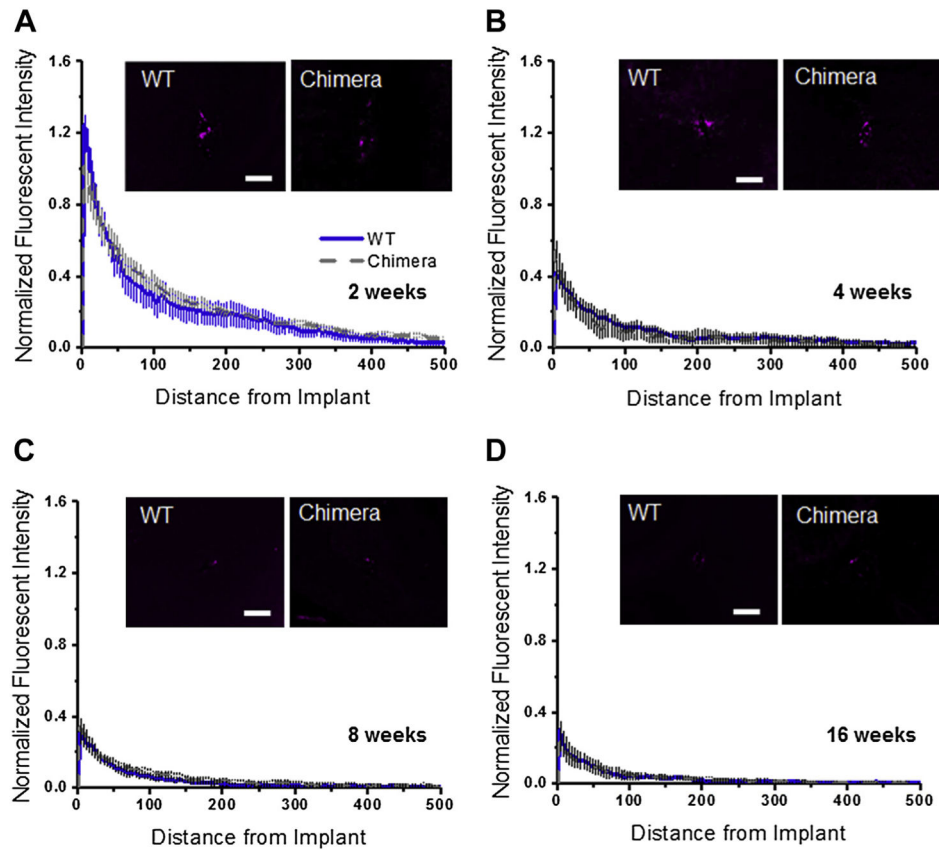 A
Normalized Fluorescent Intensity
1.6
1.2
0.8
0.4
0.0
WT
Chimera
WT
Chimera
2 weeks
0 100 200 300 400 500
Distance from Implant
B
Normalized Fluorescent Intensity
1.6
1.2
0.8
0.4
0.0
WT
Chimera
4 weeks
0 100 200 300 400 500
Distance from Implant
C
Normalized Fluorescent Intensity
1.6
1.2
0.8
0.4
0.0
WT
Chimera
8 weeks
0 100 200 300 400 500
Distance from Implant
D
Normalized Fluorescent Intensity
1.6
1.2
0.8
0.4
0.0
WT
Chimera
16 weeks
0 100 200 300 400 500
Distance from Implant